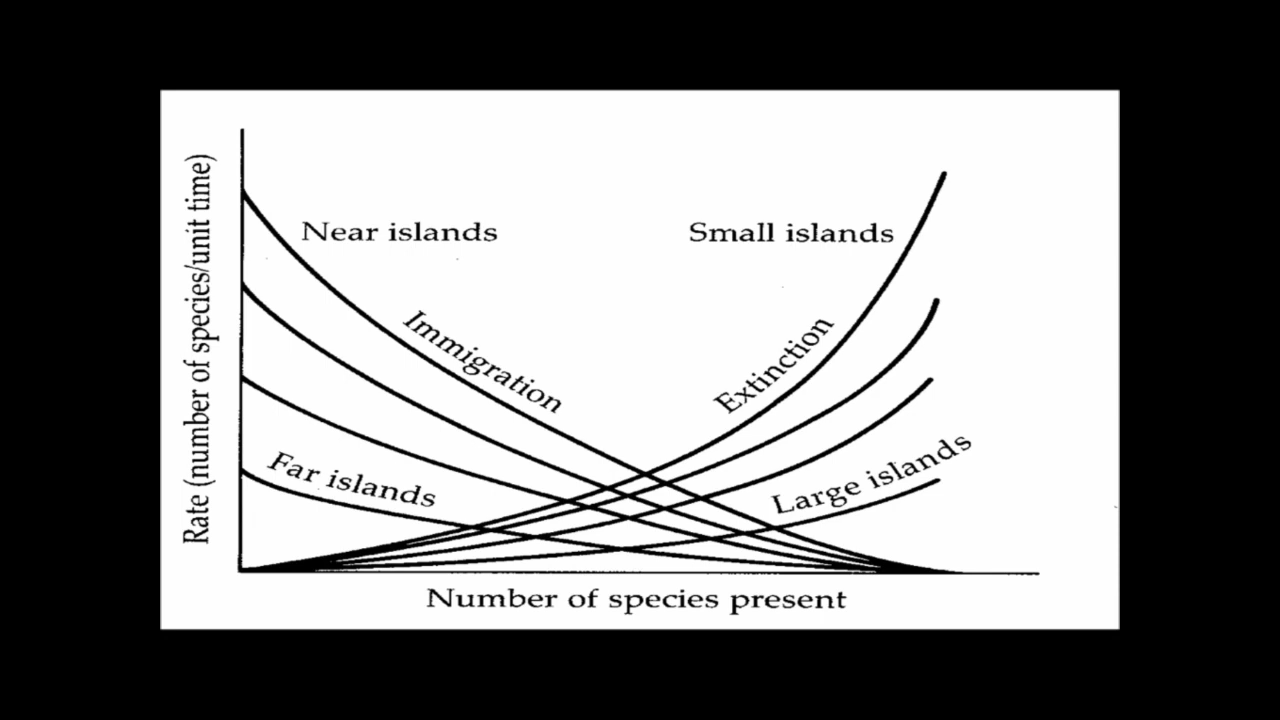 Rate (number of species/unit time)
Near islands
Small islands
Immigration
Extinction
Far islands
Large islands
Number of species present